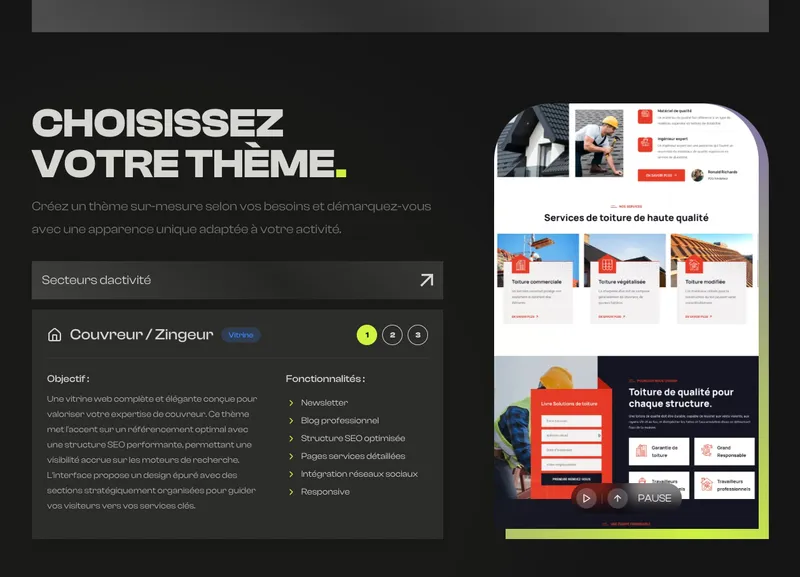 CHOISISSEZ
VOTRE THÈME.
Créez un thème sur-mesure selon vos besoins et démarquez-vous
avec une apparence unique adaptée à votre activité.
Secteurs dactivité
Couvreur / Zingeur
Vitrine
1
2
3
Objectif :
Une vitrine web complète et élégante conçue pour
valoriser votre expertise de couvreur. Ce thème
met l'accent sur un référencement optimal avec
une structure SEO performante, permettant une
visibilité accrue sur les moteurs de recherche.
L'interface propose un design épuré avec des
sections stratégiquement organisées pour guider
vos visiteurs vers vos services clés.
Fonctionnalités :
Newsletter
Blog professionnel
Structure SEO optimisée
Pages services détaillées
Intégration réseaux sociaux
Responsive
Matériel de qualité
Ingénieur expert
EN SAVOIR PLUS
Ronald Richards
NOS SERVICES
Services de toiture de haute qualité
Toiture commerciale
Toiture végétalisée
Toiture modifiée
Toiture de qualité pour
chaque structure.
Livre Solutions de toiture
PRENDRE RENDEZ-VOUS
Garantie de
toiture
Grand
Responsable
Travailleurs
professionnels
PAUSE